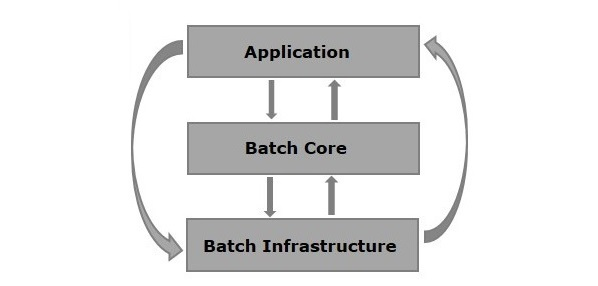 Application
Batch Core
Batch Infrastructure